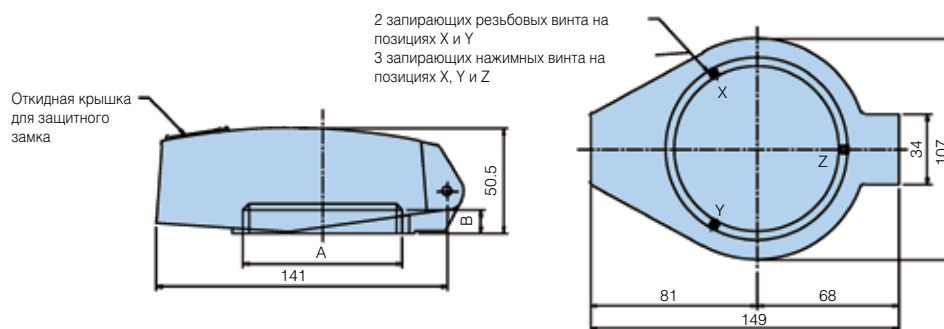 2 запирающих резьбовых винта на
позициях X и Y
3 запирающих нажимных винта на
позициях X, Y и Z
Откидная крышка
для защитного
замка
X
Z
Y
50.5
B
A
141
34
107
81
68
149